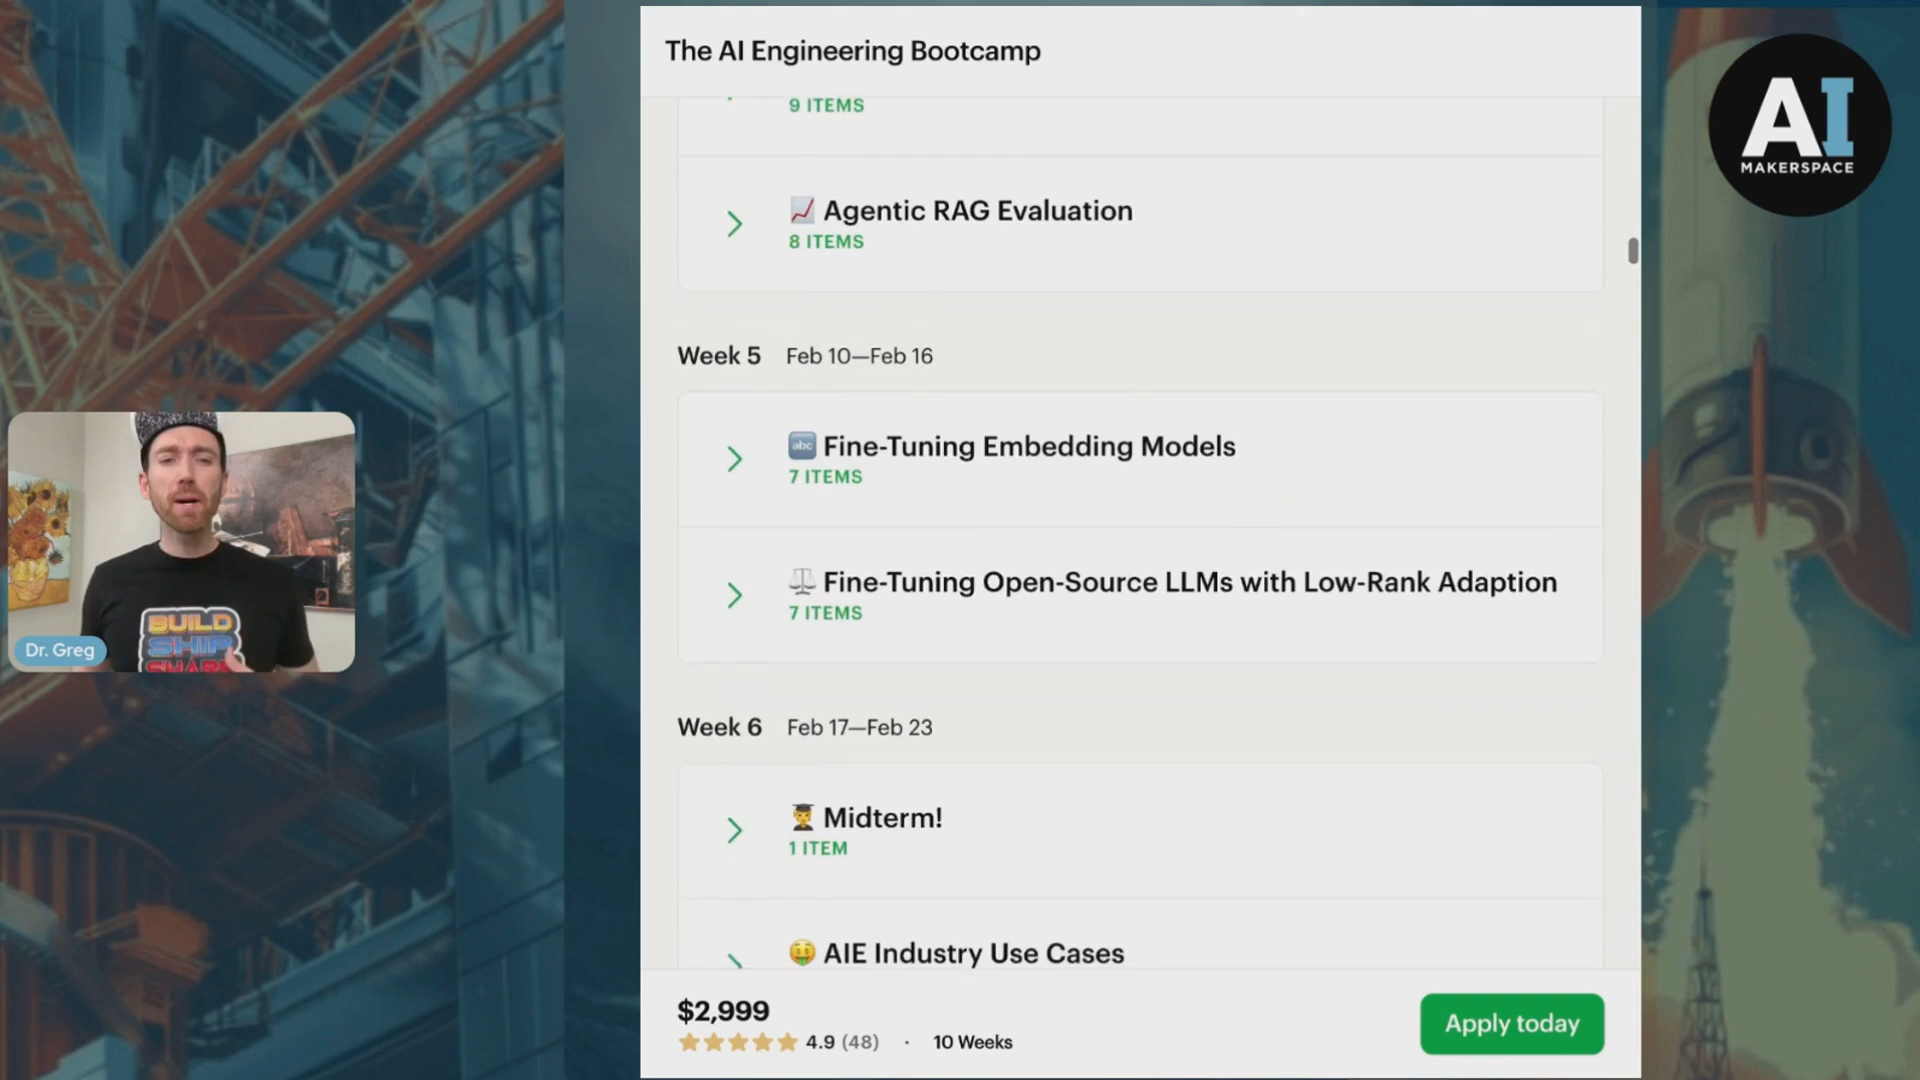 The AI Engineering Bootcamp
9 ITEMS
Agentic RAG Evaluation
8 ITEMS
Week 5 Feb 10—Feb 16
abc Fine-Tuning Embedding Models
7 ITEMS
Fine-Tuning Open-Source LLMs with Low-Rank Adaption
7 ITEMS
Week 6 Feb 17—Feb 23
Midterm!
1 ITEM
AIE Industry Use Cases
$2,999
4.9 (48) · 10 Weeks
Apply today
AI
MAKERSPACE
BUILD
SHIP
SHARE
Dr. Greg